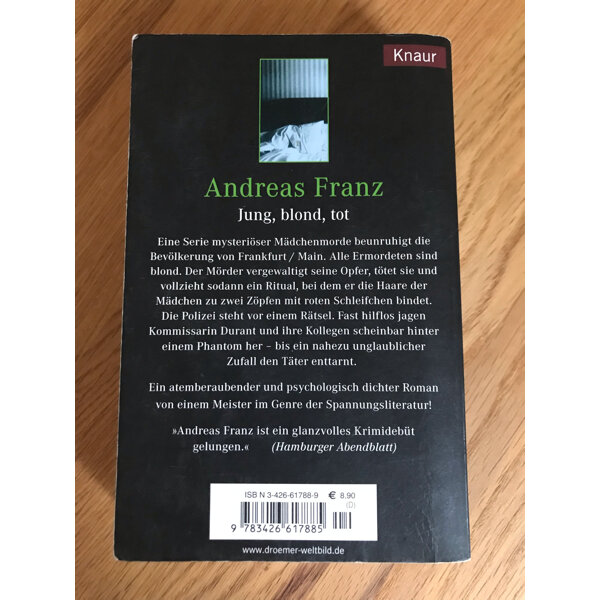 Knaur
Andreas Franz
Jung, blond, tot
Eine Serie mysteriöser Mädchenmorde beunruhigt die
Bevölkerung von Frankfurt / Main. Alle Ermordeten sind
blond. Der Mörder vergewaltigt seine Opfer, tötet sie und
vollzieht sodann ein Ritual, bei dem er die Haare der
Mädchen zu zwei Zöpfen mit roten Schleifchen bindet.
Die Polizei steht vor einem Rätsel. Fast hilflos jagen
Kommissarin Durant und ihre Kollegen scheinbar hinter
einem Phantom her – bis ein nahezu unglaublicher
Zufall den Täter enttarnt.
Ein atemberaubender und psychologisch dichter Roman
von einem Meister im Genre der Spannungsliteratur!
»Andreas Franz ist ein glanzvolles Krimidebüt
gelungen.« (Hamburger Abendblatt)
ISBN 3-426-61788-9 € 8.90
(D)
9 783426 617885
www.droemer-weltbild.de